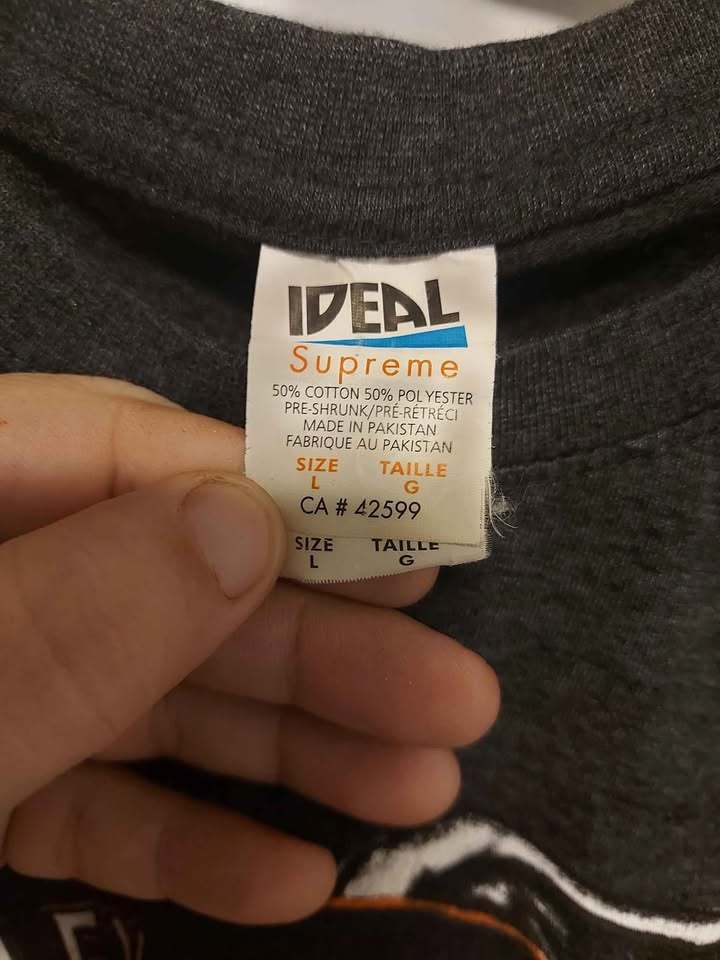 IDEAL
Supreme
50% COTTON 50% POLYESTER
PRE-SHRUNK/PRÉ-RÉTRÉCI
MADE IN PAKISTAN
FABRIQUE AU PAKISTAN
SIZE TAILLE
L G
CA # 42599
SIZE TAILLE
L G